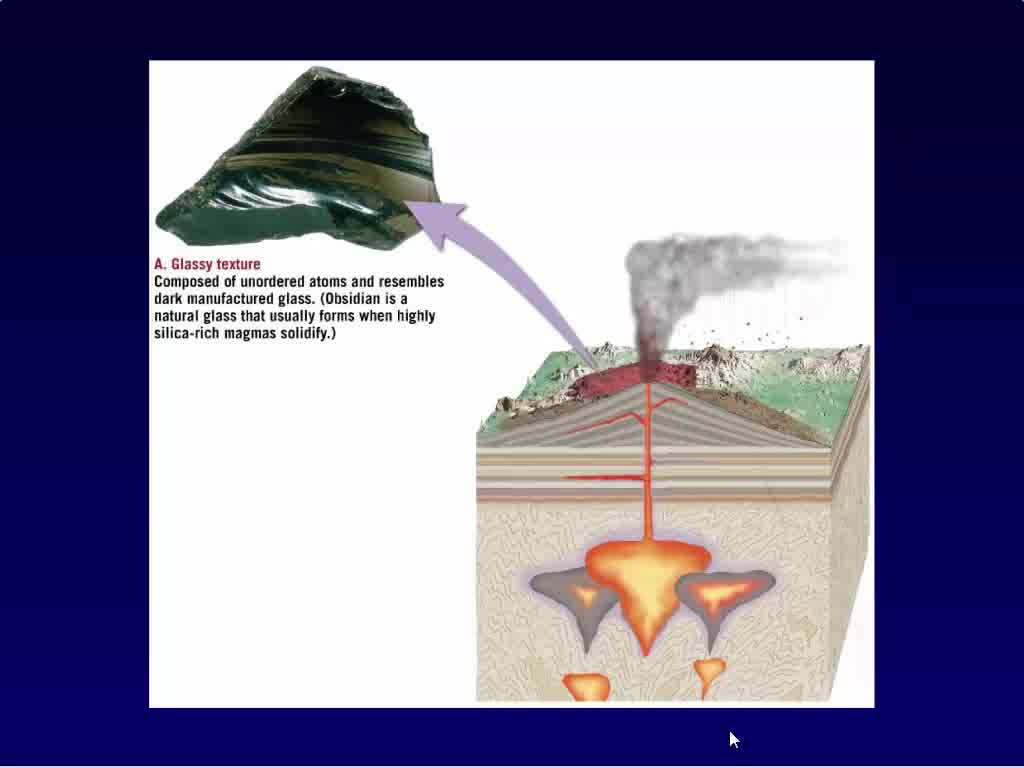 A. Glassy texture
Composed of unordered atoms and resembles
dark manufactured glass. (Obsidian is a
natural glass that usually forms when highly
silica-rich magmas solidify.)